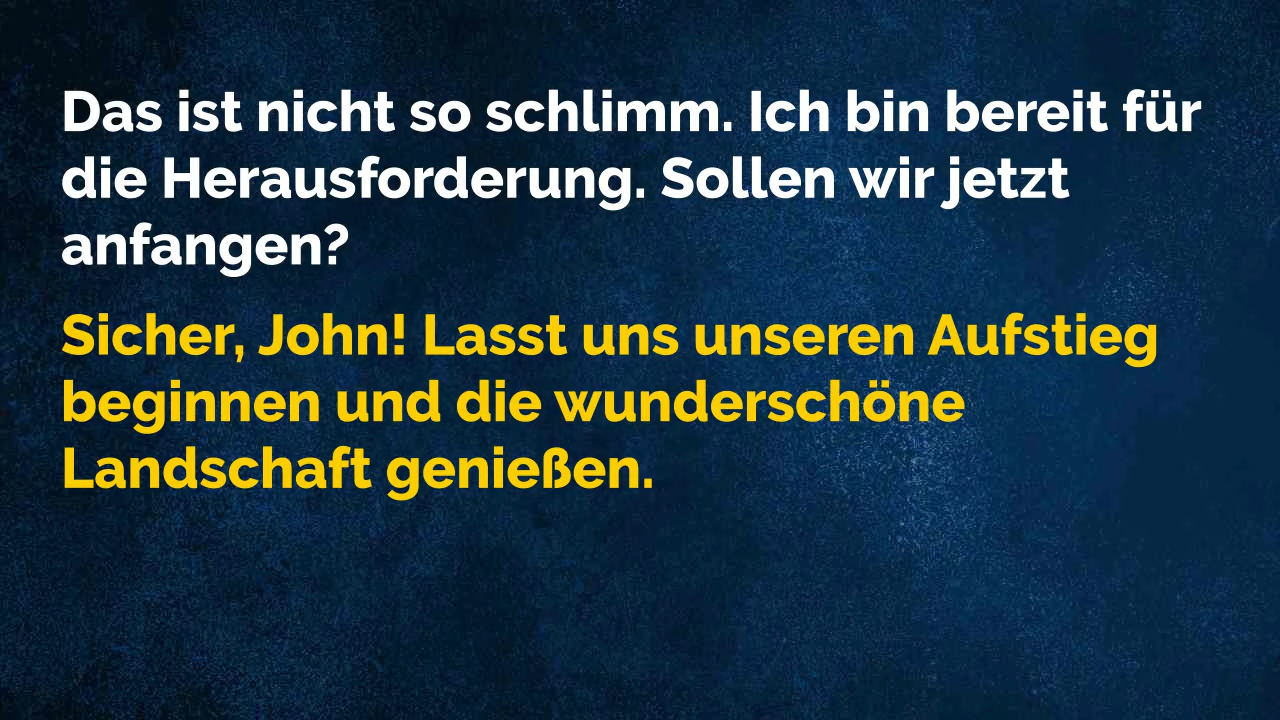 Das ist nicht so schlimm. Ich bin bereit für
die Herausforderung. Sollen wir jetzt
anfangen?
Sicher, John! Lasst uns unseren Aufstieg
beginnen und die wunderschöne
Landschaft genießen.